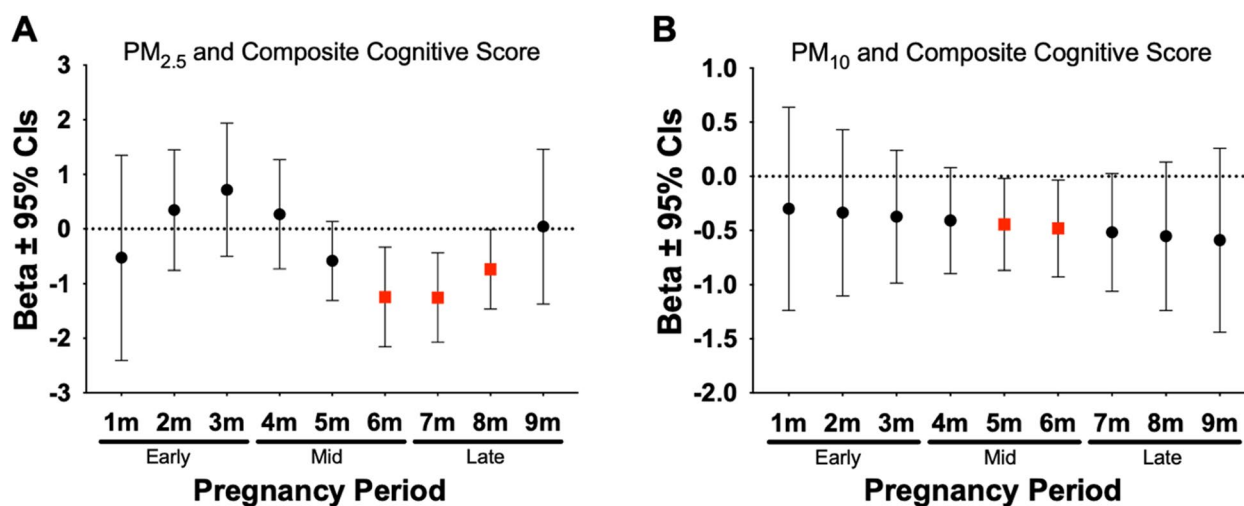 A
PM2.5 and Composite Cognitive Score
Beta ± 95% CIs
3
2
1
0
-1
-2
-3
1m 2m 3m 4m 5m 6m 7m 8m 9m
Early Mid Late
Pregnancy Period
B
PM10 and Composite Cognitive Score
Beta ± 95% CIs
1.0
0.5
0.0
-0.5
-1.0
-1.5
-2.0
1m 2m 3m 4m 5m 6m 7m 8m 9m
Early Mid Late
Pregnancy Period